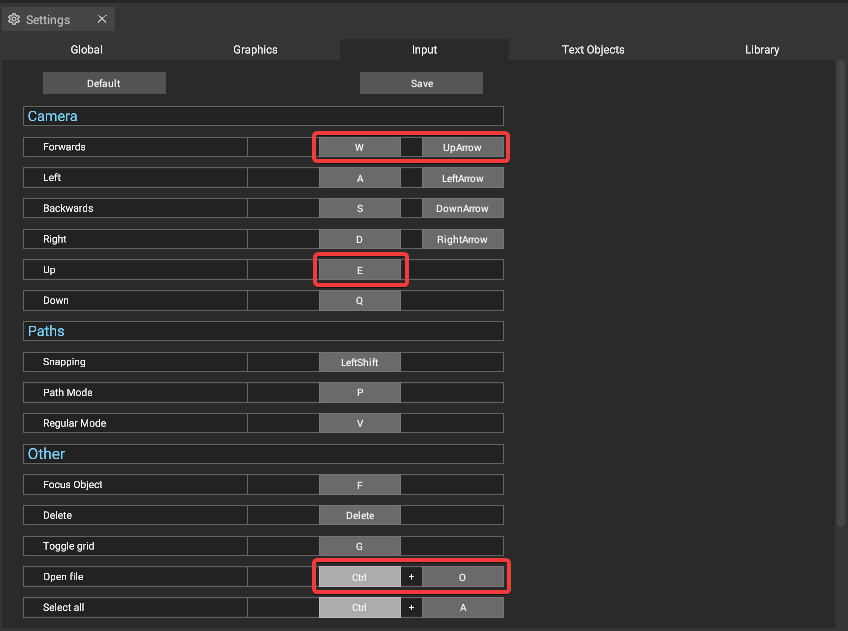 Settings
Global Graphics Input Text Objects Library
Default Save
Camera
Forwards W UpArrow
Left A LeftArrow
Backwards S DownArrow
Right D RightArrow
Up E
Down Q
Paths
Snapping LeftShift
Path Mode P
Regular Mode V
Other
Focus Object F
Delete Delete
Toggle grid G
Open file Ctrl + O
Select all Ctrl + A